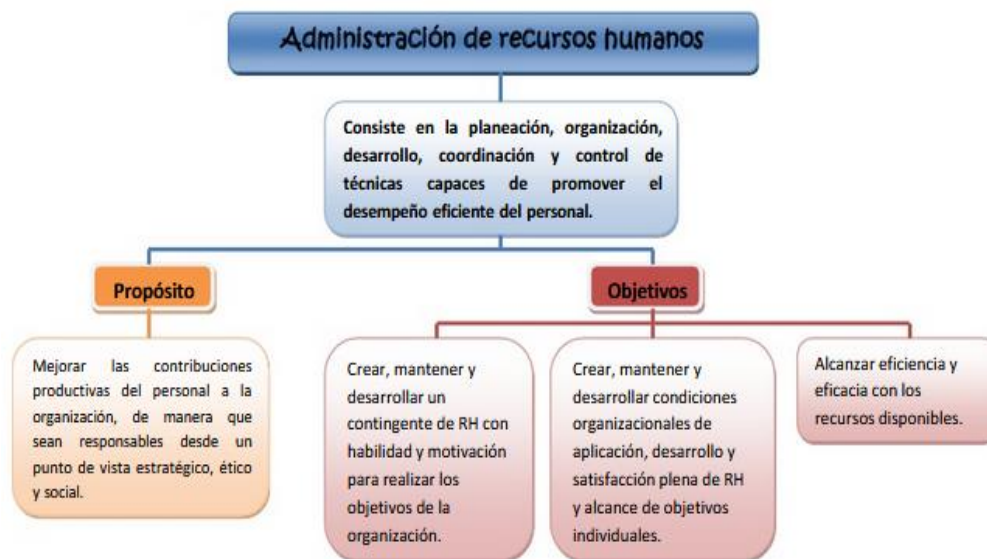 Administración de recursos humanos
Consiste en la planeación, organización,
desarrollo, coordinación y control de
técnicas capaces de promover el
desempeño eficiente del personal.
Propósito
Objetivos
Mejorar las contribuciones
productivas del personal a la
organización, de manera que
sean responsables desde un
punto de vista estratégico, ético
y social.
Crear, mantener y
desarrollar un
contingente de RH con
habilidad y motivación
para realizar los
objetivos de la
organización.
Crear, mantener y
desarrollar condiciones
organizacionales de
aplicación, desarrollo y
satisfacción plena de RH
y alcance de objetivos
individuales.
Alcanzar eficiencia y
eficacia con los
recursos disponibles.